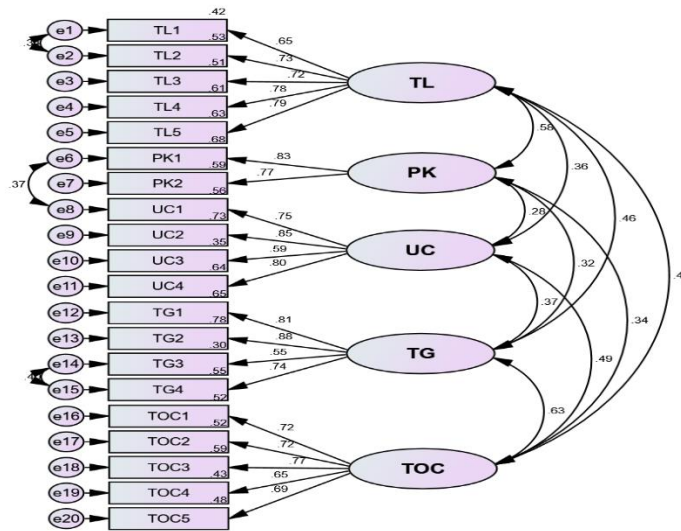 .42
e1 TL1 .53
e2 TL2 .51
e3 TL3 .61
e4 TL4 .63
e5 TL5 .68
e6 PK1 .59
e7 PK2 .56
e8 UC1 .73
e9 UC2 .35
e10 UC3 .64
e11 UC4 .65
e12 TG1 .78
e13 TG2 .30
e14 TG3 .55
e15 TG4 .52
e16 TOC1 .52
e17 TOC2 .59
e18 TOC3 .43
e19 TOC4 .48
e20 TOC5
.37
.65
.73
.72
.78
.79
.83
.77
.75
.85
.59
.80
.81
.88
.55
.74
.72
.72
.77
.65
.69
TL
PK
UC
TG
TOC
.58
.36
.46
.28
.32
.34
.37
.49
.63